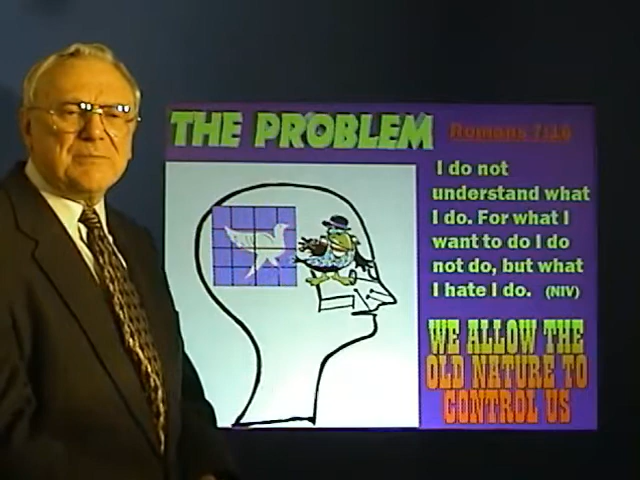 THE PROBLEM
Romans 7:16
I do not
understand what
I do. For what I
want to do I do
not do, but what
I hate I do. (NIV)
WE ALLOW THE
OLD NATURE TO
CONTROL US